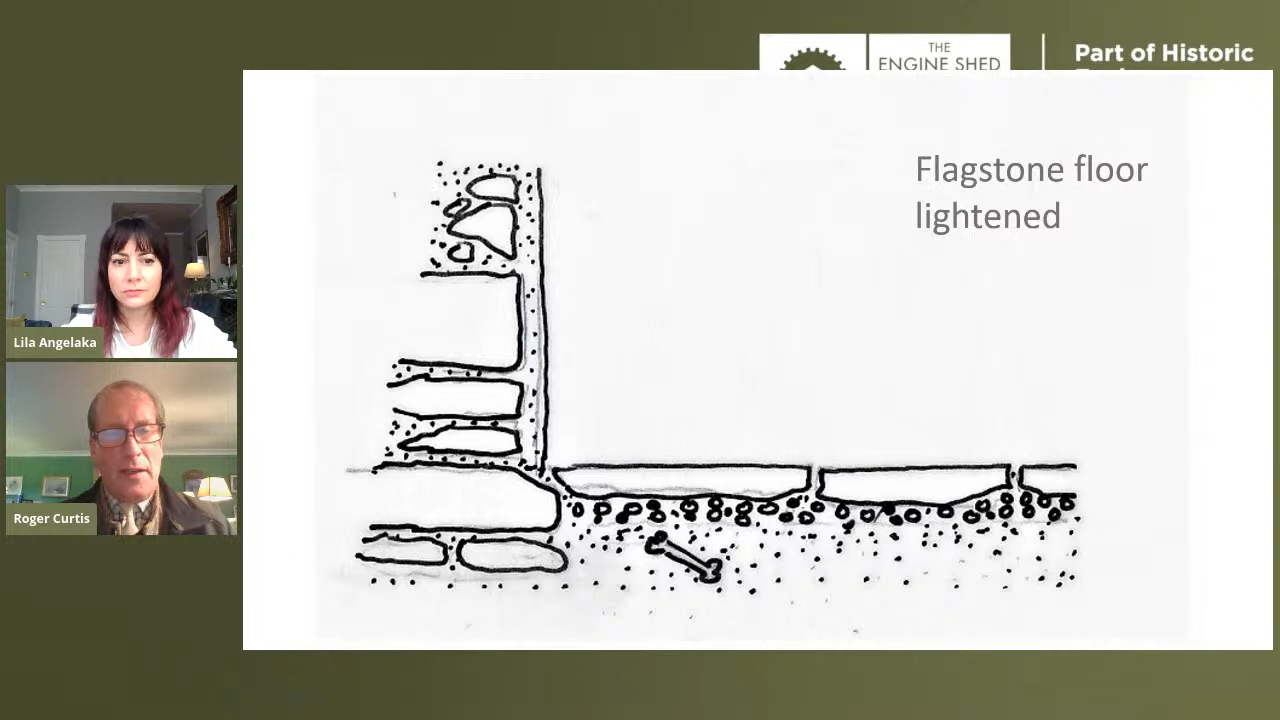 THE
ENGINE SHED
Part of Historic
Flagstone floor
lightened
Lila Angelaka
Roger Curtis